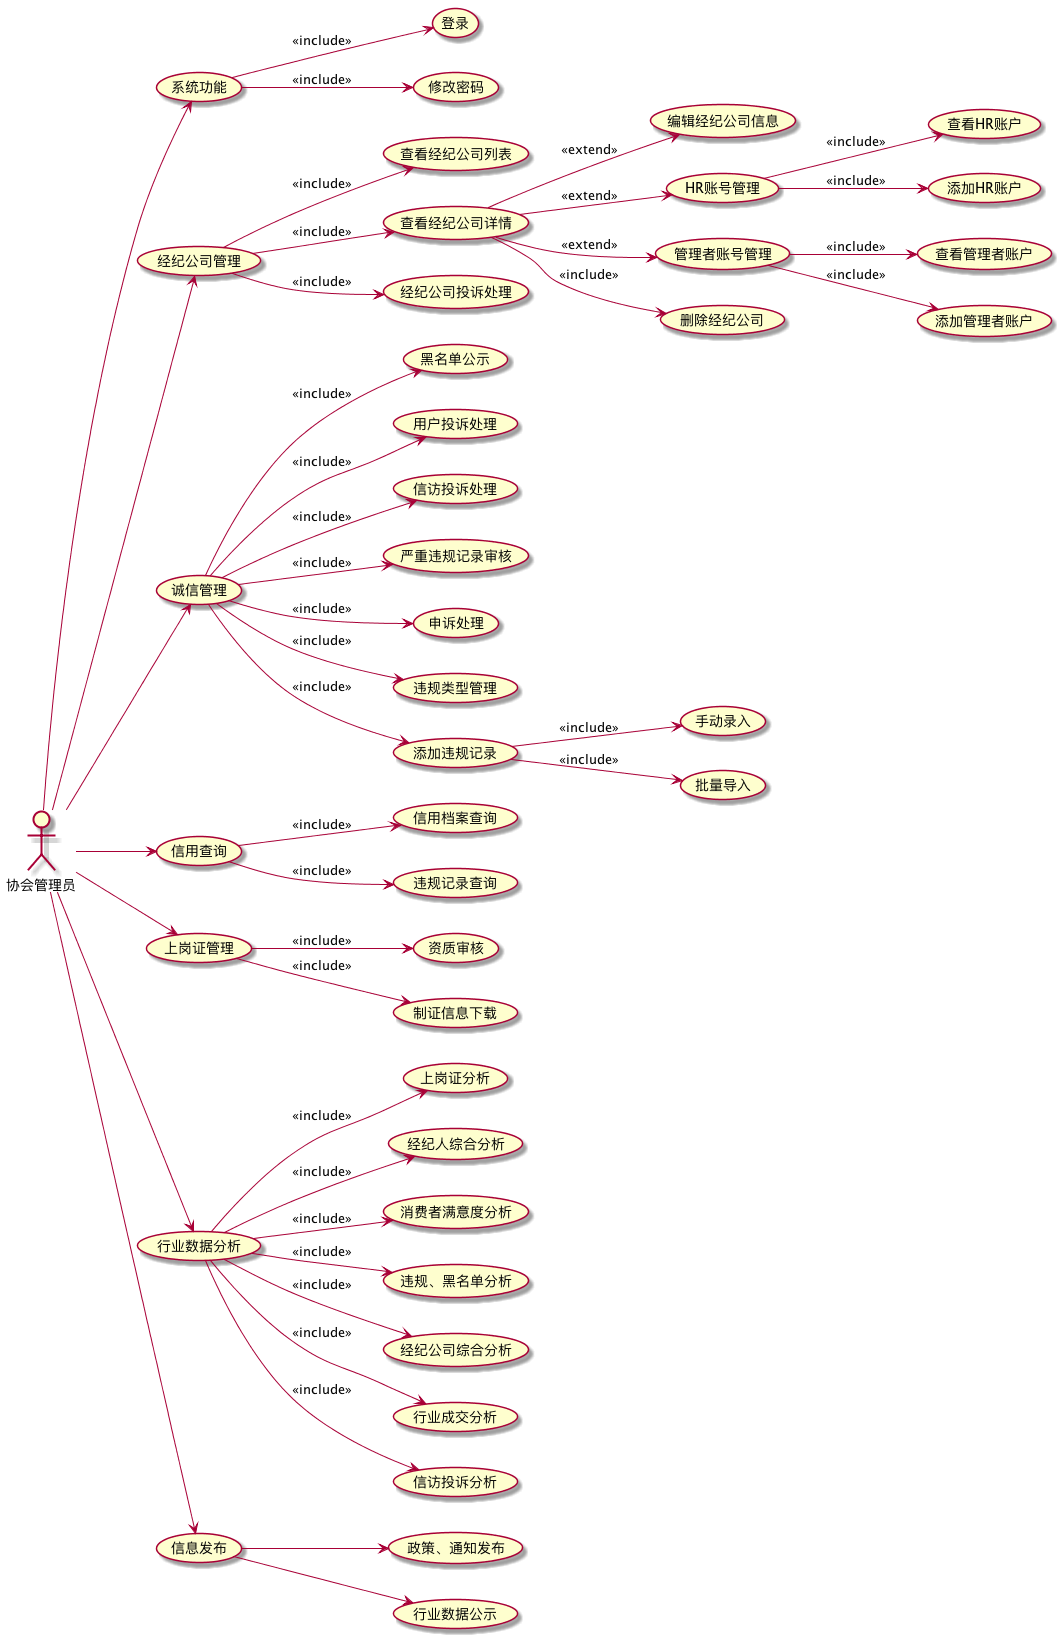 登录
«include»
系统功能
«include»
修改密码
编辑经纪公司信息
查看HR账户
«include»
«extend»
查看经纪公司列表
HR账号管理
«include»
添加HR账户
«include»
«extend»
查看经纪公司详情
«include»
«extend»
管理者账号管理
«include»
查看管理者账户
经纪公司管理
«include»
«include»
«include»
经纪公司投诉处理
删除经纪公司
添加管理者账户
黑名单公示
«include»
用户投诉处理
«include»
信访投诉处理
«include»
严重违规记录审核
«include»
诚信管理
«include»
申诉处理
«include»
违规类型管理
«include»
添加违规记录
«include»
手动录入
«include»
批量导入
信用档案查询
«include»
信用查询
«include»
违规记录查询
协会管理员
上岗证管理
«include»
资质审核
«include»
制证信息下载
上岗证分析
«include»
经纪人综合分析
«include»
消费者满意度分析
«include»
行业数据分析
«include»
违规、黑名单分析
«include»
经纪公司综合分析
«include»
行业成交分析
«include»
信访投诉分析
信息发布
政策、通知发布
行业数据公示